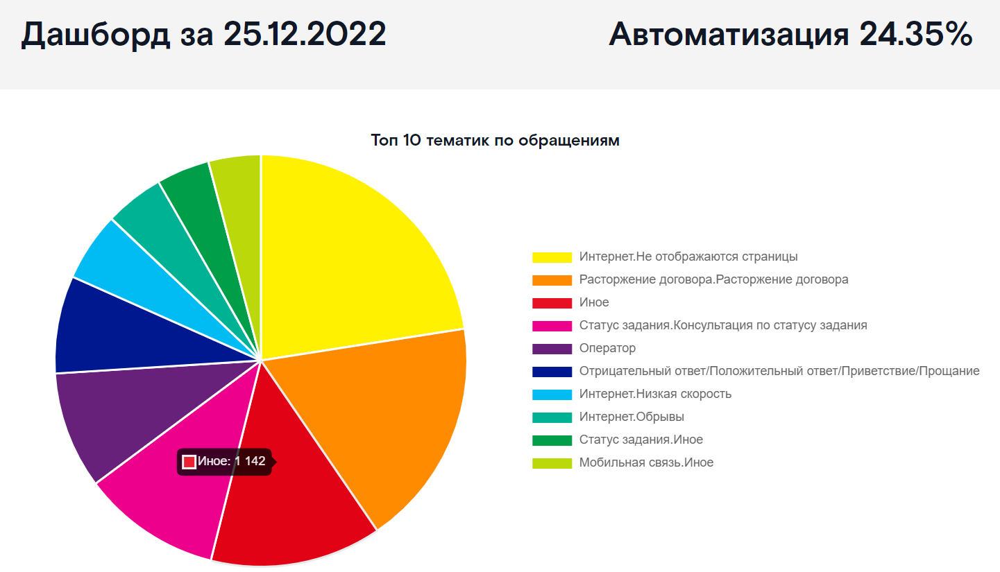 Дашборд за 25.12.2022
Автоматизация 24.35%
Топ 10 тематик по обращениям
Интернет.Не отображаются страницы
Расторжение договора.Расторжение договора
Иное
Статус задания.Консультация по статусу задания
Оператор
Отрицательный ответ/Положительный ответ/Приветствие/Прощание
Интернет.Низкая скорость
Интернет.Обрывы
Статус задания.Иное
Мобильная связь.Иное
Иное: 1 142